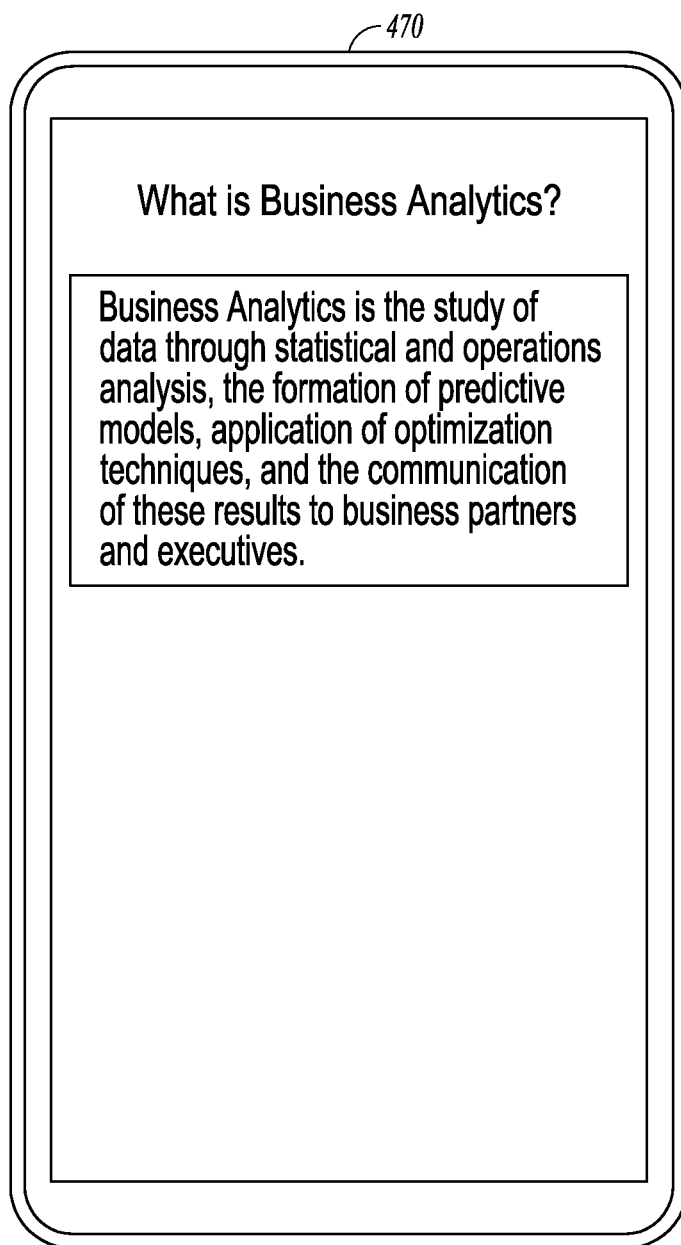 470
What is Business Analytics?
Business Analytics is the study of
data through statistical and operations
analysis, the formation of predictive
models, application of optimization
techniques, and the communication
of these results to business partners
and executives.